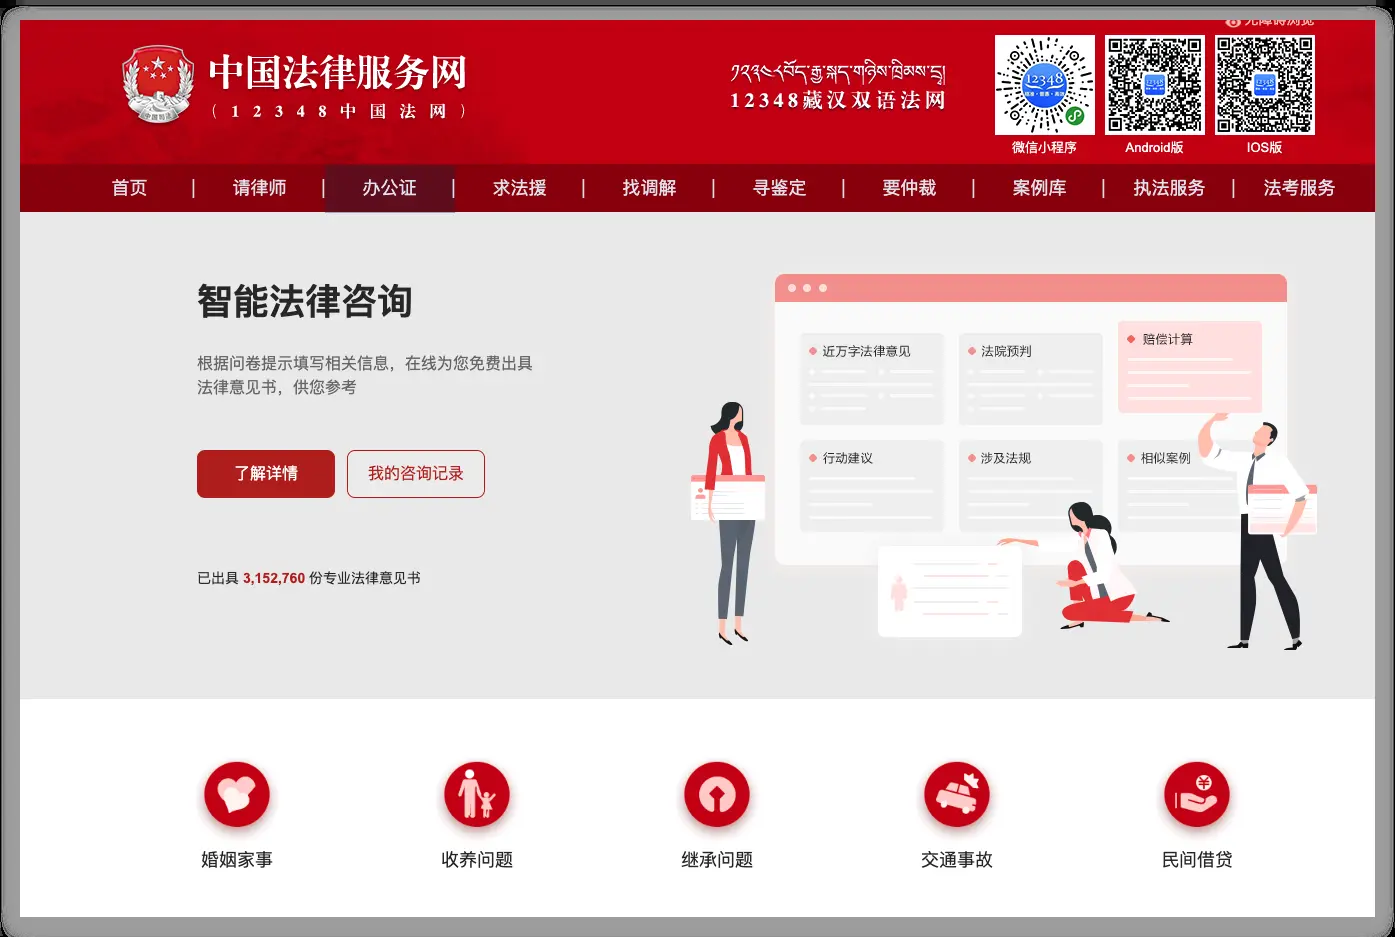 无障碍浏览
中国法律服务网
（12348中国法网）
༡༢༣༤༨བོད་རྒྱ་སྐད་གཉིས་ཁྲིམས་དྲ།
12348藏汉双语法网
12348
微信小程序
Android版
IOS版
首页 | 请律师 | 办公证 | 求法援 | 找调解 | 寻鉴定 | 要仲裁 | 案例库 | 执法服务 | 法考服务
智能法律咨询
根据问卷提示填写相关信息，在线为您免费出具
法律意见书，供您参考
了解详情
我的咨询记录
已出具 3,152,760 份专业法律意见书
近万字法律意见
法院预判
赔偿计算
行动建议
涉及法规
相似案例
婚姻家事
收养问题
继承问题
交通事故
民间借贷